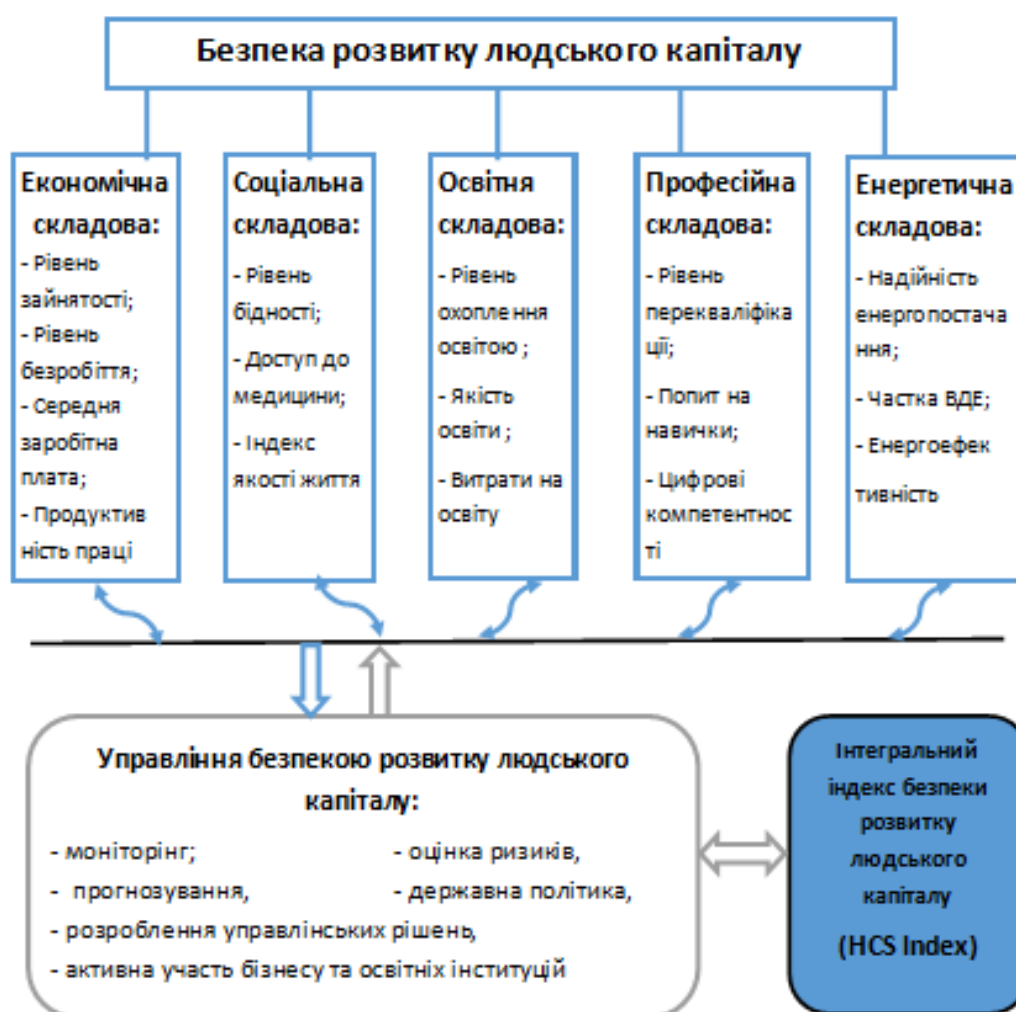 Безпека розвитку людського капіталу
Економічна
складова:
- Рівень
зайнятості;
- Рівень
безробіття;
- Середня
заробітна
плата;
- Продуктив
ність праці
Соціальна
складова:
- Рівень
бідності;
- Доступ до
медицини;
- Індекс
якості життя
Освітня
складова:
- Рівень
охоплення
освітою ;
- Якість
освіти ;
- Витрати на
освіту
Професійна
складова:
- Рівень
перекваліфіка
ції;
- Попит на
навички;
- Цифрові
компетентнос
ті
Енергетична
складова:
- Надійність
енергопостача
ння;
- Частка ВДЕ;
- Енергоефек
тивність
Управління безпекою розвитку людського
капіталу:
- моніторінг; - оцінка ризиків,
- прогнозування, - державна політика,
- розроблення управлінських рішень,
- активна участь бізнесу та освітніх інституцій
Інтегральний
індекс безпеки
розвитку
людського
капіталу
(HCS Index)